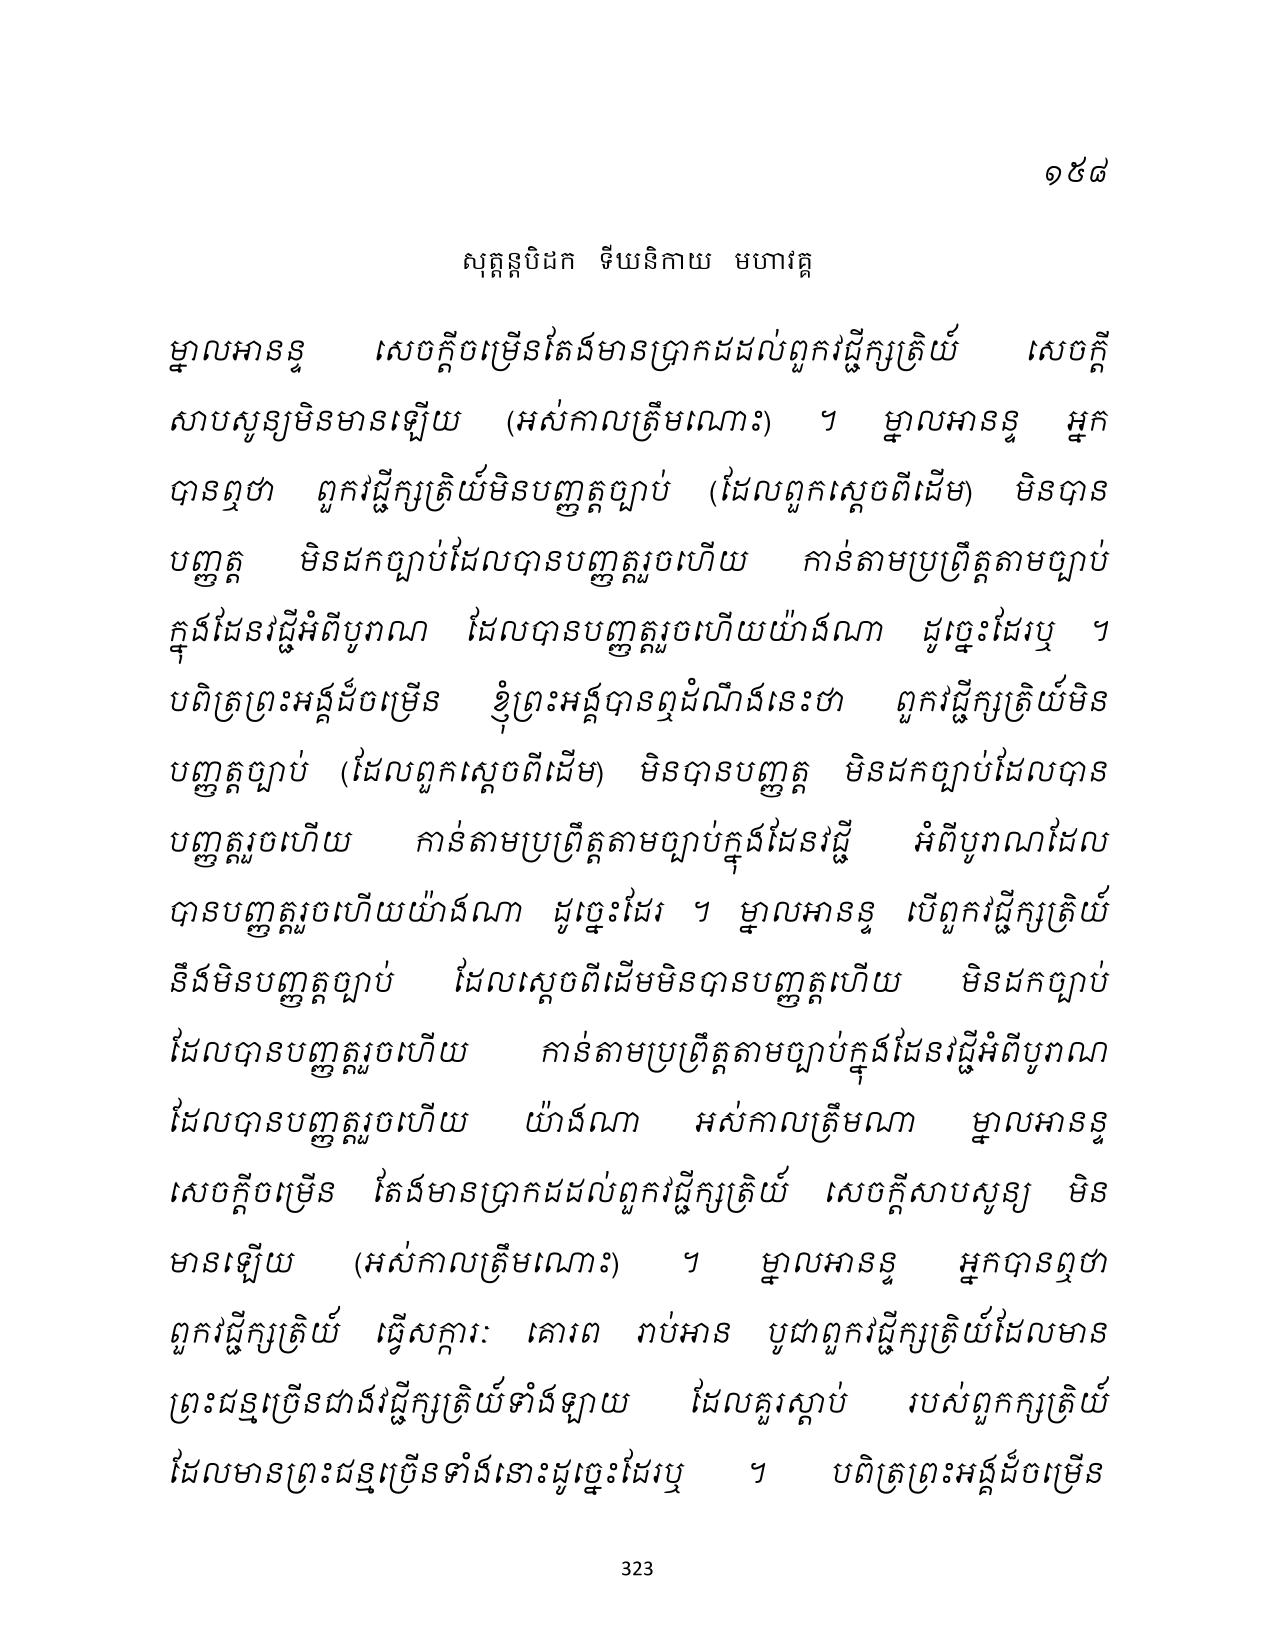 ១៥៨
សុត្តន្តបិដក ទីឃនិកាយ មហាវគ្គ
ម្នាលអានន្ទ សេចក្តីចម្រើនតែងមានប្រាកដដល់ពួកវជ្ជីក្សត្រិយ៍ សេចក្តី
សាបសូន្យមិនមានឡើយ (អស់កាលត្រឹមណោះ) ។ ម្នាលអានន្ទ អ្នក
បានឮថា ពួកវជ្ជីក្សត្រិយ៍មិនបញ្ញត្តច្បាប់ (ដែលពួកស្តេចពីដើម) មិនបាន
បញ្ញត្ត មិនដកច្បាប់ដែលបានបញ្ញត្តរួចហើយ កាន់តាមប្រព្រឹត្តតាមច្បាប់
ក្នុងដែនវជ្ជីអំពីបូរាណ ដែលបានបញ្ញត្តរួចហើយយ៉ាងណា ដូច្នេះដែរឬ ។
បពិត្រព្រះអង្គដ៏ចម្រើន ខ្ញុំព្រះអង្គបានឮដំណឹងនេះថា ពួកវជ្ជីក្សត្រិយ៍មិន
បញ្ញត្តច្បាប់ (ដែលពួកស្តេចពីដើម) មិនបានបញ្ញត្ត មិនដកច្បាប់ដែលបាន
បញ្ញត្តរួចហើយ កាន់តាមប្រព្រឹត្តតាមច្បាប់ក្នុងដែនវជ្ជី អំពីបូរាណដែល
បានបញ្ញត្តរួចហើយយ៉ាងណា ដូច្នេះដែរ ។ ម្នាលអានន្ទ បើពួកវជ្ជីក្សត្រិយ៍
នឹងមិនបញ្ញត្តច្បាប់ ដែលស្តេចពីដើមមិនបានបញ្ញត្តហើយ មិនដកច្បាប់
ដែលបានបញ្ញត្តរួចហើយ កាន់តាមប្រព្រឹត្តតាមច្បាប់ក្នុងដែនវជ្ជីអំពីបូរាណ
ដែលបានបញ្ញត្តរួចហើយ យ៉ាងណា អស់កាលត្រឹមណា ម្នាលអានន្ទ
សេចក្តីចម្រើន តែងមានប្រាកដដល់ពួកវជ្ជីក្សត្រិយ៍ សេចក្តីសាបសូន្យ មិន
មានឡើយ (អស់កាលត្រឹមណោះ) ។ ម្នាលអានន្ទ អ្នកបានឮថា
ពួកវជ្ជីក្សត្រិយ៍ ធ្វើសក្ការៈ គោរព រាប់អាន បូជាពួកវជ្ជីក្សត្រិយ៍ដែលមាន
ព្រះជន្មច្រើនជាងវជ្ជីក្សត្រិយ៍ទាំងឡាយ ដែលគួរស្តាប់ របស់ពួកក្សត្រិយ៍
ដែលមានព្រះជន្មច្រើនទាំងនោះដូច្នេះដែរឬ ។ បពិត្រព្រះអង្គដ៏ចម្រើន
323